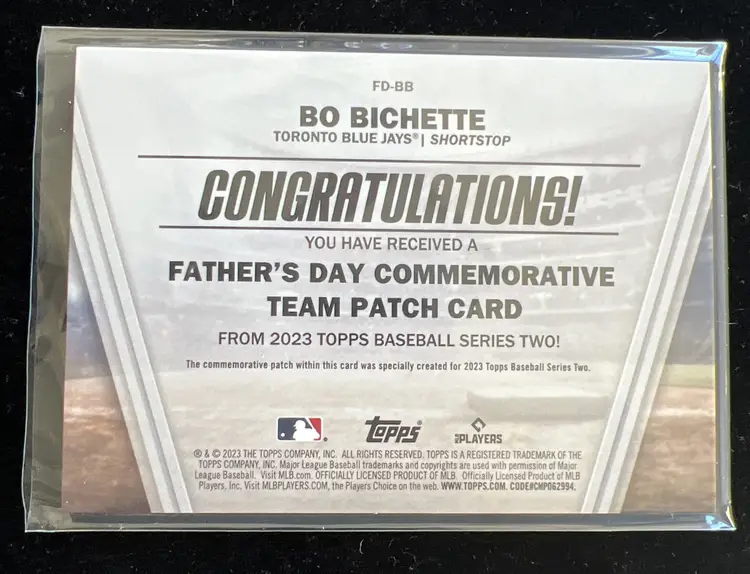 FD-BB
BO BICHETTE
TORONTO BLUE JAYS® | SHORTSTOP
CONGRATULATIONS!
YOU HAVE RECEIVED A
FATHER'S DAY COMMEMORATIVE
TEAM PATCH CARD
FROM 2023 TOPPS BASEBALL SERIES TWO!
The commemorative patch within this card was specially created for 2023 Topps Baseball Series Two.
Topps
PLAYERS
® & © 2023 THE TOPPS COMPANY, INC. ALL RIGHTS RESERVED. TOPPS IS A REGISTERED TRADEMARK OF THE
TOPPS COMPANY, INC. Major League Baseball trademarks and copyrights are used with permission of Major
League Baseball. Visit MLB.com. OFFICIALLY LICENSED PRODUCT OF MLB. Officially Licensed Product of MLB
Players, Inc. Visit MLBPLAYERS.COM, the Players Choice on the web. WWW.TOPPS.COM. CODE#CMP062994.